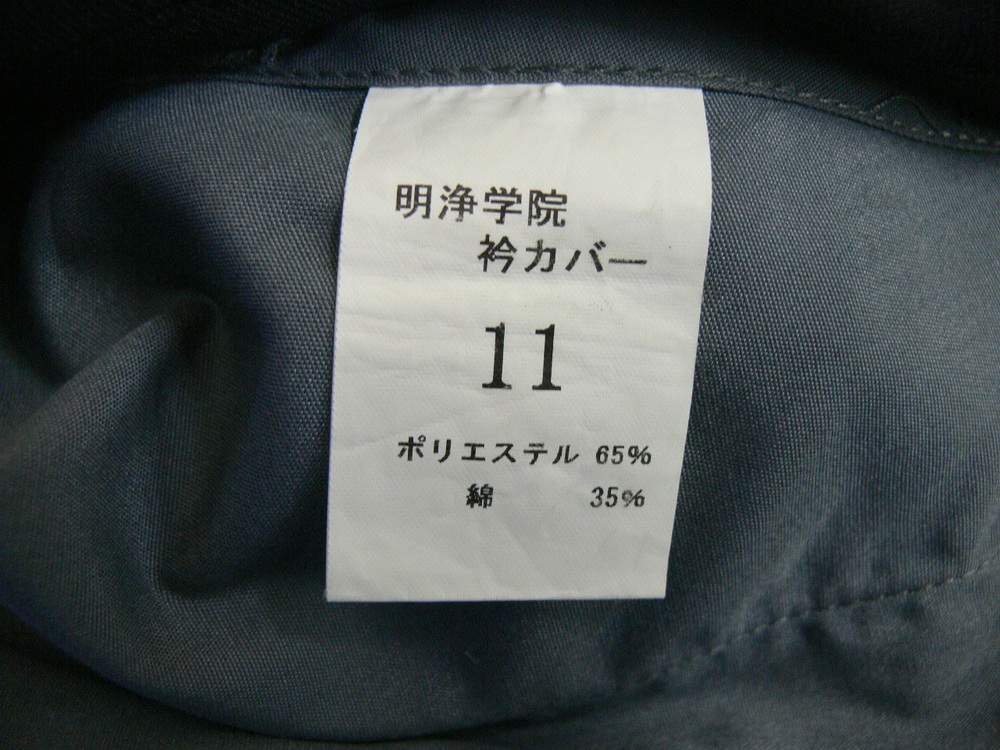 明浄学院
衿カバー
11
ポリエステル 65%
綿 35%